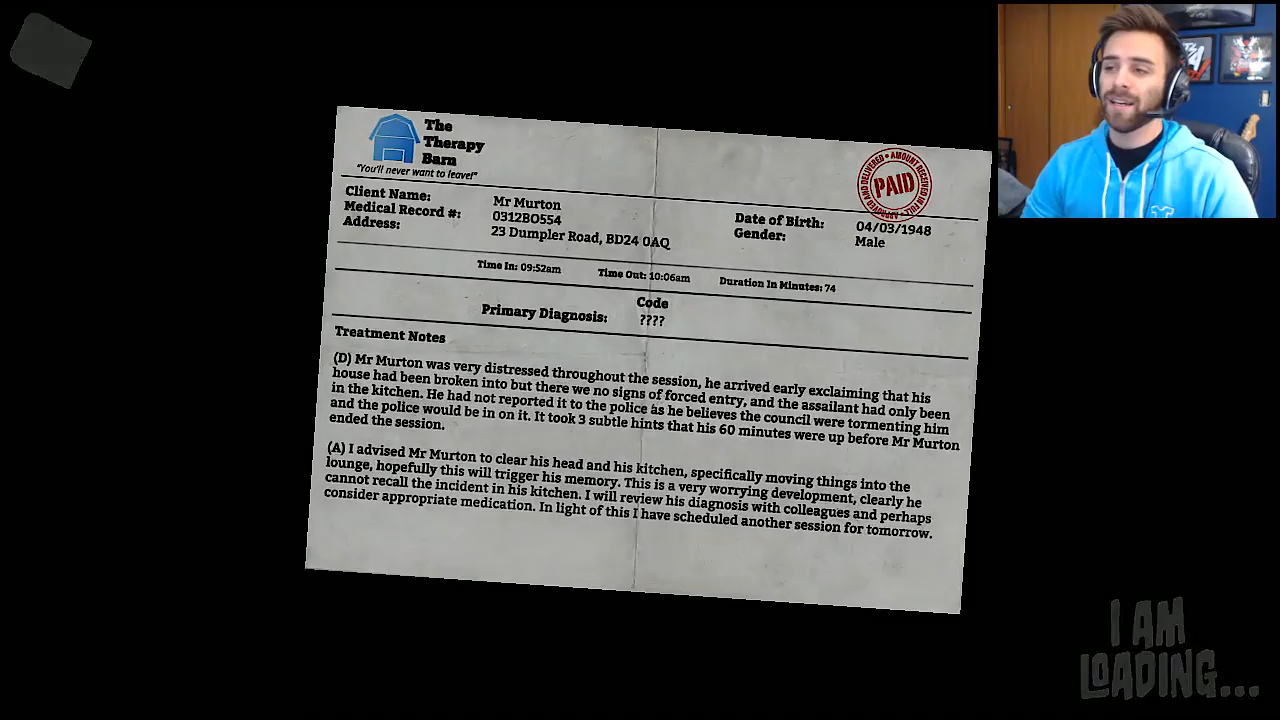 The
Therapy
Barn
"You'll never want to leave!"
PAID
AMOUNT RECEIVED IN FULL
Client Name: Mr Murton
Medical Record #: 0312BO554
Address: 23 Dumpler Road, BD24 0AQ
Date of Birth: 04/03/1948
Gender: Male
Time In: 09:52am Time Out: 10:06am Duration In Minutes: 74
Code
Primary Diagnosis: ????
Treatment Notes
(D) Mr Murton was very distressed throughout the session, he arrived early exclaiming that his
house had been broken into but there we no signs of forced entry, and the assailant had only been
in the kitchen. He had not reported it to the police as he believes the council were tormenting him
and the police would be in on it. It took 3 subtle hints that his 60 minutes were up before Mr Murton
ended the session.
(A) I advised Mr Murton to clear his head and his kitchen, specifically moving things into the
lounge, hopefully this will trigger his memory. This is a very worrying development, clearly he
cannot recall the incident in his kitchen. I will review his diagnosis with colleagues and perhaps
consider appropriate medication. In light of this I have scheduled another session for tomorrow.
I AM
LOADING...